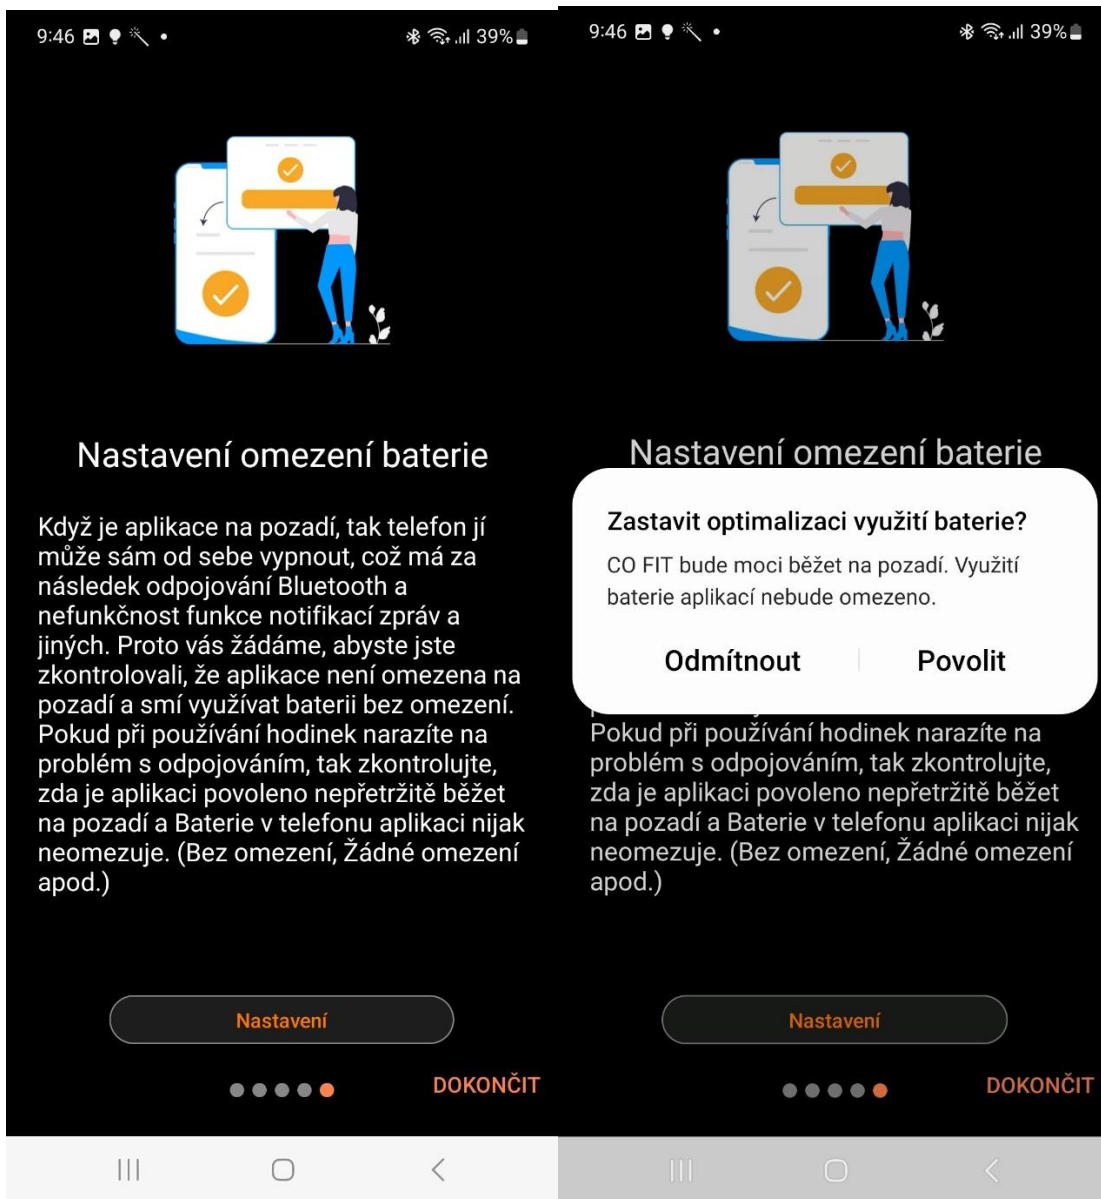 9:46
39%
Nastavení omezení baterie
Když je aplikace na pozadí, tak telefon jí
může sám od sebe vypnout, což má za
následek odpojování Bluetooth a
nefunkčnost funkce notifikací zpráv a
jiných. Proto vás žádáme, abyste jste
zkontrolovali, že aplikace není omezena na
pozadí a smí využívat baterii bez omezení.
Pokud při používání hodinek narazíte na
problém s odpojováním, tak zkontrolujte,
zda je aplikaci povoleno nepřetržitě běžet
na pozadí a Baterie v telefonu aplikaci nijak
neomezuje. (Bez omezení, Žádné omezení
apod.)
Nastavení
DOKONČIT
9:46
39%
Nastavení omezení baterie
Zastavit optimalizaci využití baterie?
CO FIT bude moci běžet na pozadí. Využití
baterie aplikací nebude omezeno.
Odmítnout
Povolit
Pokud při používání hodinek narazíte na
problém s odpojováním, tak zkontrolujte,
zda je aplikaci povoleno nepřetržitě běžet
na pozadí a Baterie v telefonu aplikaci nijak
neomezuje. (Bez omezení, Žádné omezení
apod.)
Nastavení
DOKONČIT